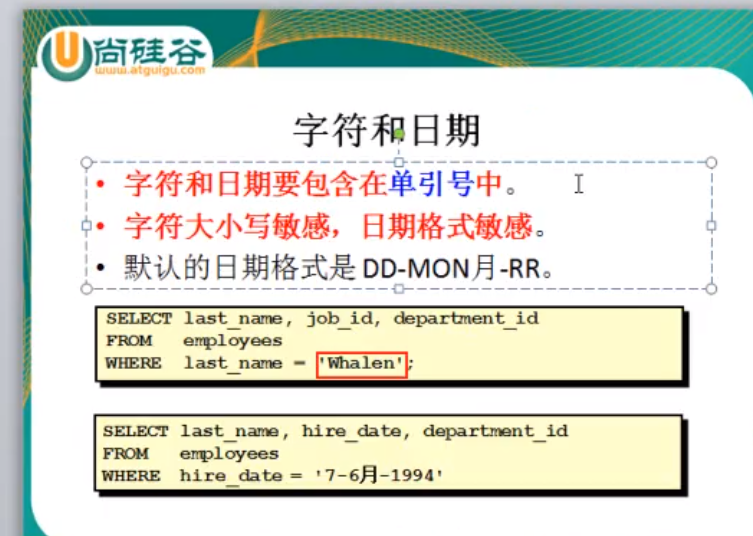 尚硅谷
www.atguigu.com
字符和日期
• 字符和日期要包含在单引号中。
• 字符大小写敏感，日期格式敏感。
• 默认的日期格式是 DD-MON月-RR。
SELECT last_name, job_id, department_id
FROM employees
WHERE last_name = 'Whalen';
SELECT last_name, hire_date, department_id
FROM employees
WHERE hire_date = '7-6月-1994'